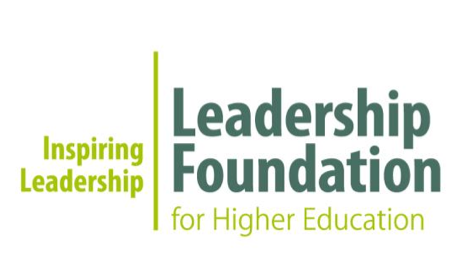 Inspiring
Leadership
Leadership
Foundation
for Higher Education